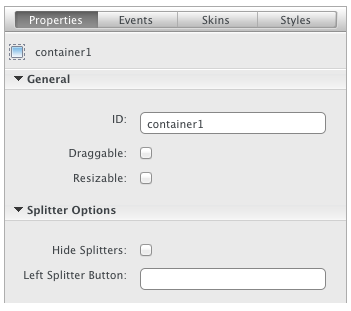 Properties Events Skins Styles
container1
General
ID: container1
Draggable:
Resizable:
Splitter Options
Hide Splitters:
Left Splitter Button: